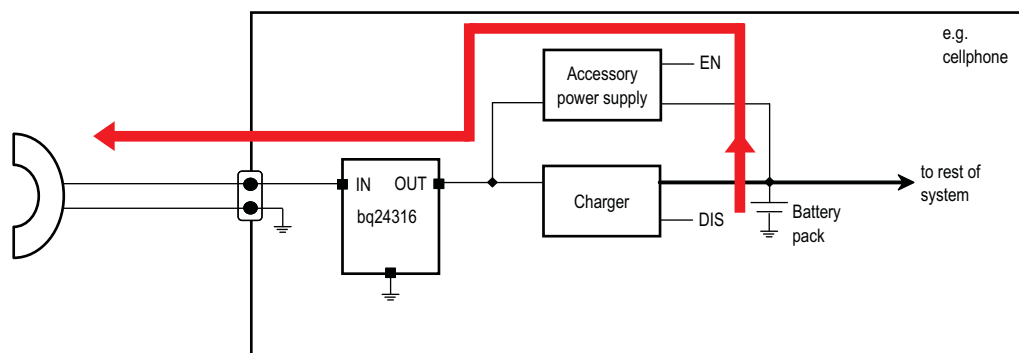 e.g.
cellphone
Accessory
power supply
EN
IN
OUT
bq24316
Charger
DIS
to rest of
system
Battery
pack